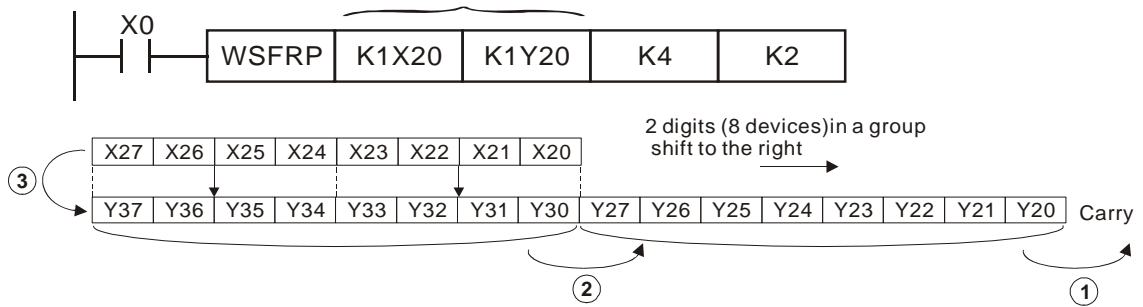 X0
WSFRP K1X20 K1Y20 K4 K2
2 digits (8 devices)in a group
shift to the right
X27 X26 X25 X24 X23 X22 X21 X20
3
Y37 Y36 Y35 Y34 Y33 Y32 Y31 Y30 Y27 Y26 Y25 Y24 Y23 Y22 Y21 Y20 Carry
2
1